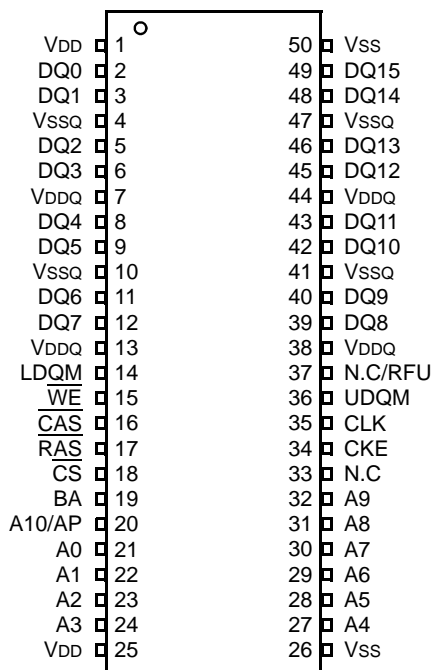 VDD 1 50 VSS
DQ0 2 49 DQ15
DQ1 3 48 DQ14
VSSQ 4 47 VSSQ
DQ2 5 46 DQ13
DQ3 6 45 DQ12
VDDQ 7 44 VDDQ
DQ4 8 43 DQ11
DQ5 9 42 DQ10
VSSQ 10 41 VSSQ
DQ6 11 40 DQ9
DQ7 12 39 DQ8
VDDQ 13 38 VDDQ
LDQM 14 37 N.C/RFU
WE 15 36 UDQM
CAS 16 35 CLK
RAS 17 34 CKE
CS 18 33 N.C
BA 19 32 A9
A10/AP 20 31 A8
A0 21 30 A7
A1 22 29 A6
A2 23 28 A5
A3 24 27 A4
VDD 25 26 VSS